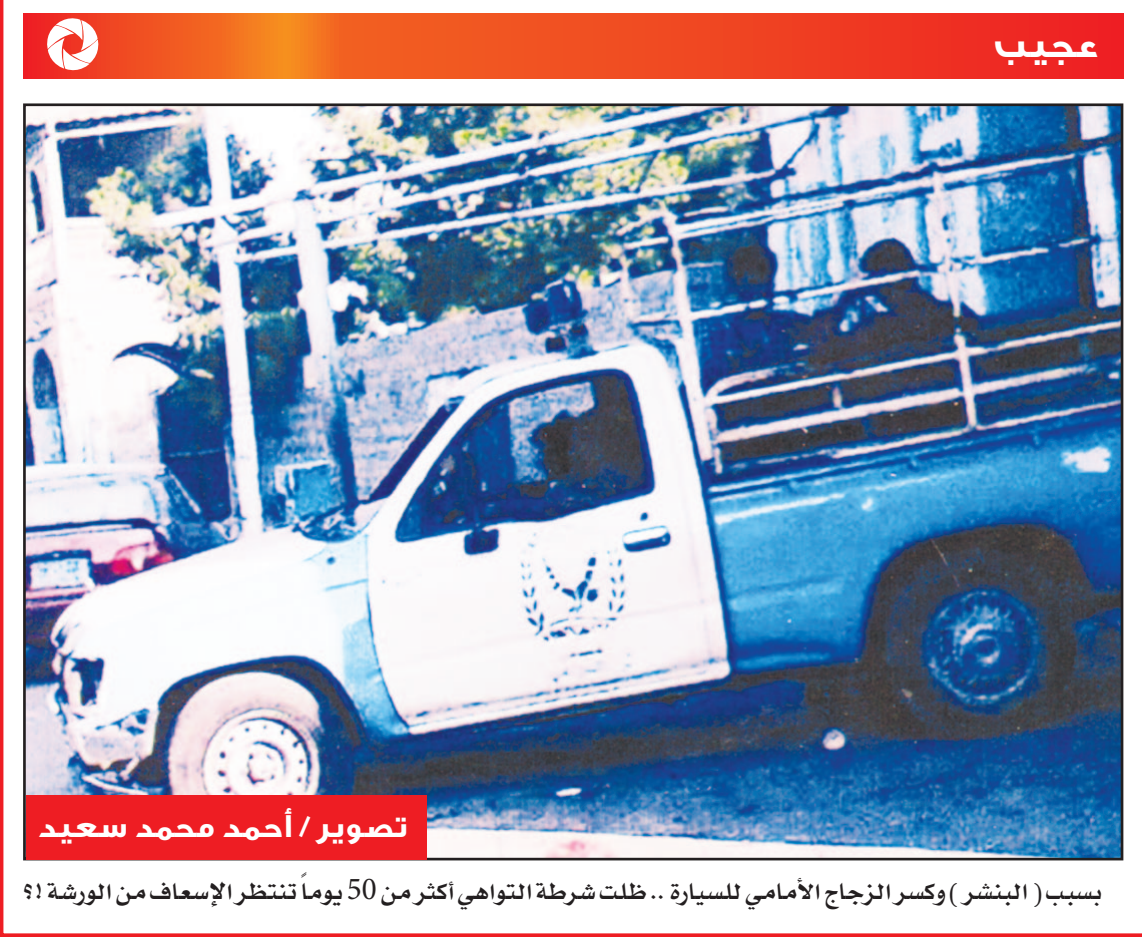 عجيب
تصوير / أحمد محمد سعيد
بسبب ( البنشر ) وكسر الزجاج الأمامي للسيارة .. ظلت شرطة التواهي أكثر من 50 يوماً تنتظر الإسعاف من الورشة !؟